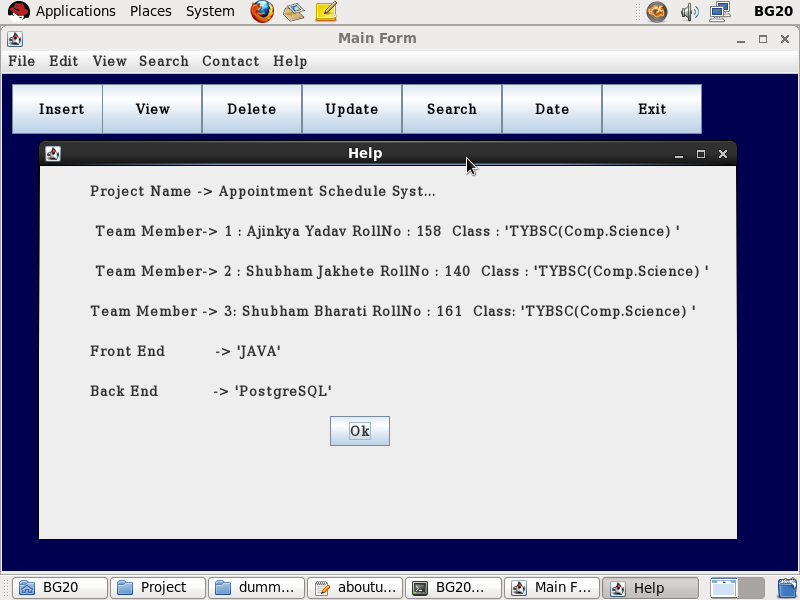 Applications Places System BG20
Main Form
File Edit View Search Contact Help
Insert View Delete Update Search Date Exit
Help
Project Name -> Appointment Schedule Syst...
Team Member-> 1 : Ajinkya Yadav RollNo : 158 Class : 'TYBSC(Comp.Science) '
Team Member-> 2 : Shubham Jakhete RollNo : 140 Class : 'TYBSC(Comp.Science) '
Team Member -> 3: Shubham Bharati RollNo : 161 Class: 'TYBSC(Comp.Science) '
Front End -> 'JAVA'
Back End -> 'PostgreSQL'
Ok
BG20 Project dumm... aboutu... BG20... Main F... Help